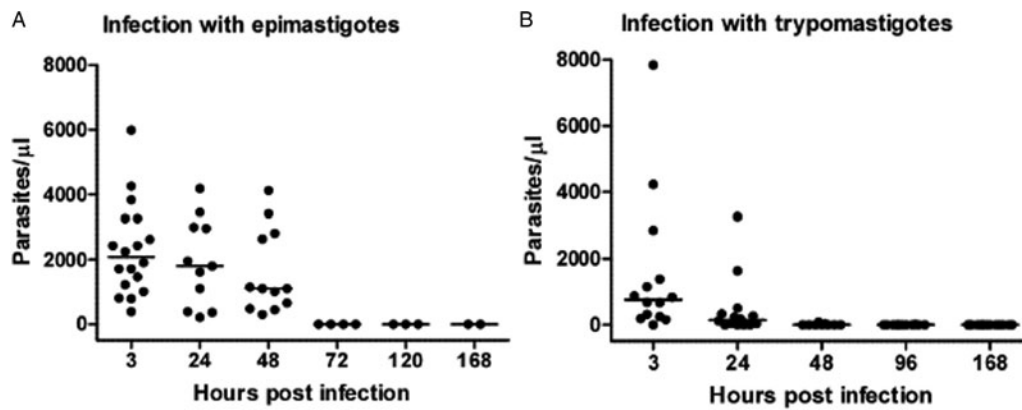 A
Infection with epimastigotes
Parasites/µl
8000
6000
4000
2000
0
3 24 48 72 120 168
Hours post infection
B
Infection with trypomastigotes
Parasites/µl
8000
6000
4000
2000
0
3 24 48 96 168
Hours post infection